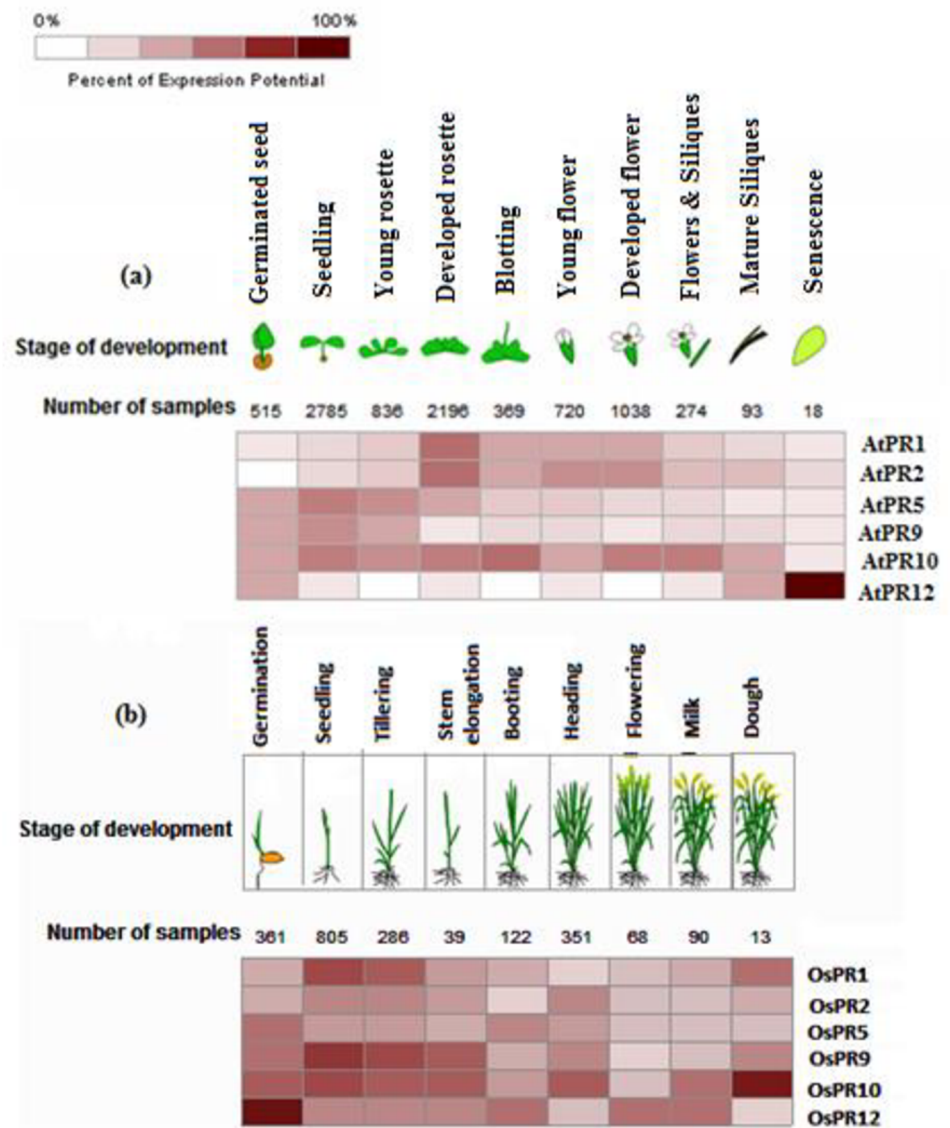 0% 100%
Percent of Expression Potential
Germinated seed
Seedling
Young rosette
Developed rosette
Blotting
Young flower
Developed flower
Flowers & Siliques
Mature Siliques
Senescence
(a)
Stage of development
Number of samples 515 2785 836 2196 369 720 1038 274 93 18
AtPR1
AtPR2
AtPR5
AtPR9
AtPR10
AtPR12
Germination
Seedling
Tillering
Stem
elongation
Booting
Heading
Flowering
Milk
Dough
(b)
Stage of development
Number of samples 361 805 286 39 122 351 68 90 13
OsPR1
OsPR2
OsPR5
OsPR9
OsPR10
OsPR12